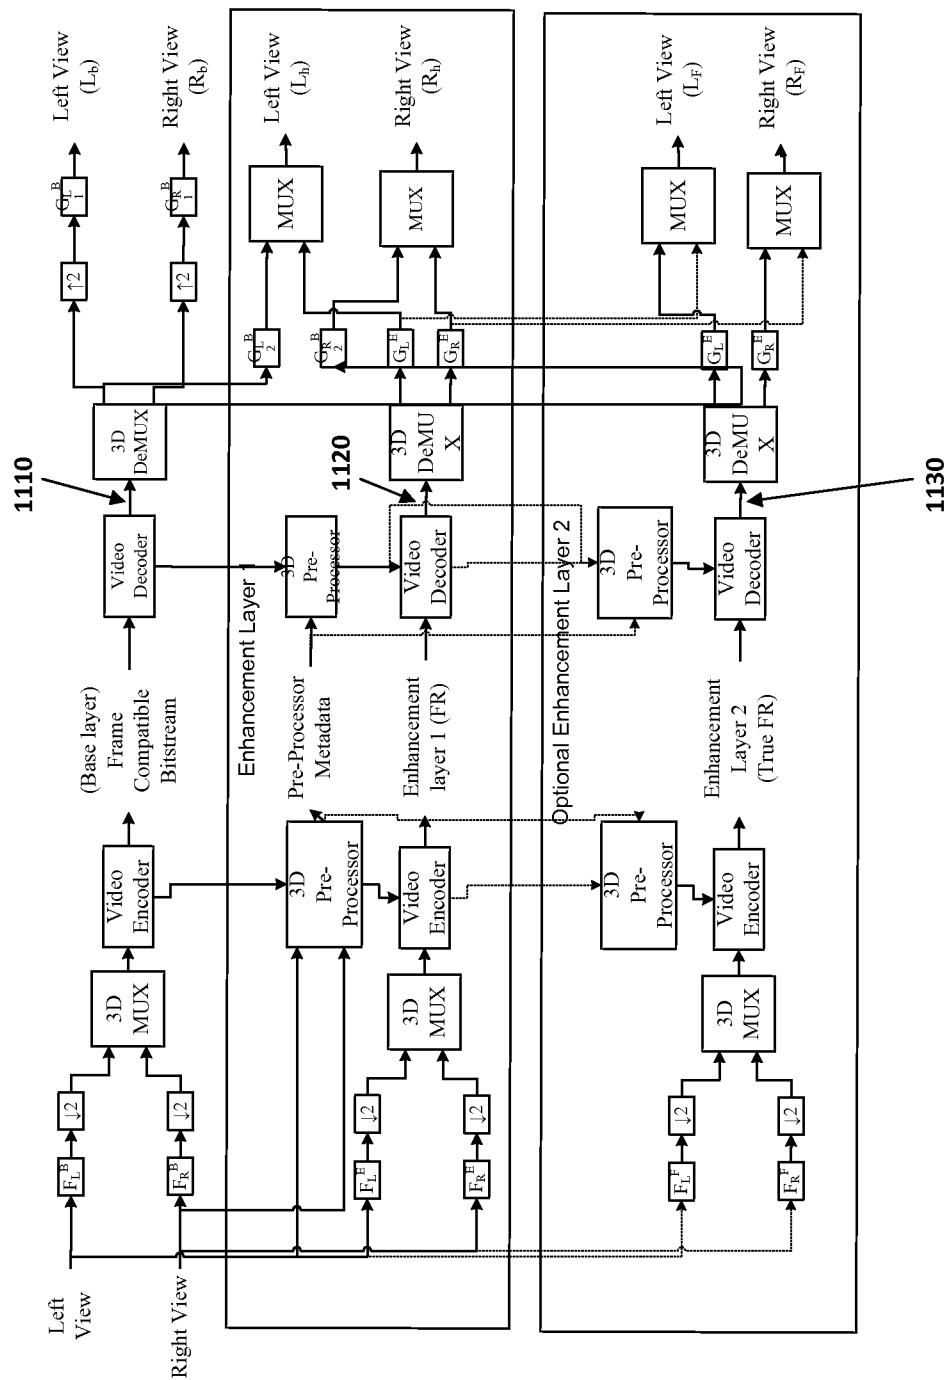 Left
View
Right View
F_L^B
↓2
F_R^B
↓2
3D
MUX
Video
Encoder
(Base layer)
Frame
Compatible
Bitstream
Video
Decoder
1110
3D
DeMUX
↑2
G_L^B
1
Left View
(L_b)
↑2
G_R^B
1
Right View
(R_b)
Enhancement Layer 1
F_L^E
↓2
F_R^E
↓2
3D
MUX
3D
Pre-
Processor
Video
Encoder
Pre-Processor
Metadata
Enhancement
layer 1 (FR)
3D
Pre-
Processor
Video
Decoder
1120
3D
DeMU
X
G_L^B
2
G_R^B
2
G_L^E
G_R^E
MUX
Left View
(L_h)
MUX
Right View
(R_h)
Optional Enhancement Layer 2
F_L^F
↓2
F_R^F
↓2
3D
MUX
3D
Pre-
Processor
Video
Encoder
Enhancement
Layer 2
(True FR)
3D
Pre-
Processor
Video
Decoder
1130
3D
DeMU
X
G_L^E
G_R^E
MUX
Left View
(L_F)
MUX
Right View
(R_F)